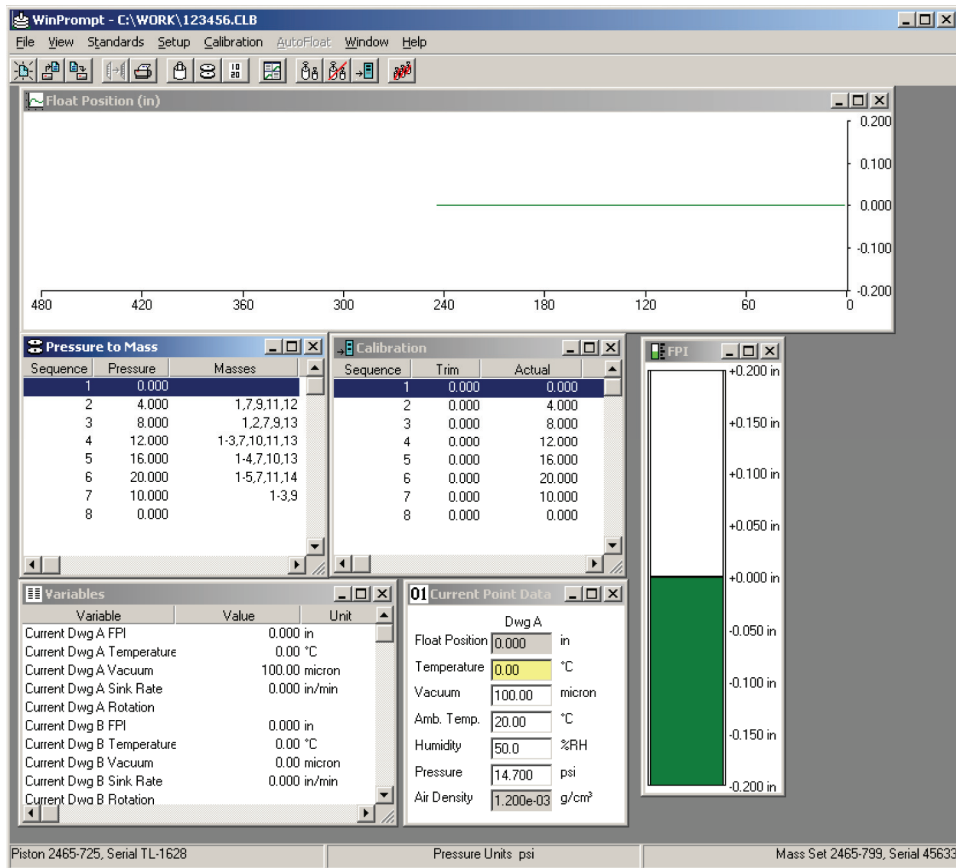 WinPrompt - C:\WORK\123456.CLB
File View Standards Setup Calibration AutoFloat Window Help
10
20
Float Position (in)
0.200
0.100
0.000
-0.100
-0.200
480 420 360 300 240 180 120 60 0
Pressure to Mass
Sequence Pressure Masses
1 0.000
2 4.000 1,7,9,11,12
3 8.000 1,2,7,9,13
4 12.000 1-3,7,10,11,13
5 16.000 1-4,7,10,13
6 20.000 1-5,7,11,14
7 10.000 1-3,9
8 0.000
Calibration
Sequence Trim Actual
1 0.000 0.000
2 0.000 4.000
3 0.000 8.000
4 0.000 12.000
5 0.000 16.000
6 0.000 20.000
7 0.000 10.000
8 0.000 0.000
FPI
+0.200 in
+0.150 in
+0.100 in
+0.050 in
+0.000 in
-0.050 in
-0.100 in
-0.150 in
-0.200 in
Variables
Variable Value Unit
Current Dwg A FPI 0.000 in
Current Dwg A Temperature 0.00 °C
Current Dwg A Vacuum 100.00 micron
Current Dwg A Sink Rate 0.000 in/min
Current Dwg A Rotation
Current Dwg B FPI 0.000 in
Current Dwg B Temperature 0.00 °C
Current Dwg B Vacuum 0.00 micron
Current Dwg B Sink Rate 0.000 in/min
Current Dwg B Rotation
01 Current Point Data
Dwg A
Float Position 0.000 in
Temperature 0.00 °C
Vacuum 100.00 micron
Amb. Temp. 20.00 °C
Humidity 50.0 %RH
Pressure 14.700 psi
Air Density 1.200e-03 g/cm³
Piston 2465-725, Serial TL-1628 Pressure Units psi Mass Set 2465-799, Serial 45633